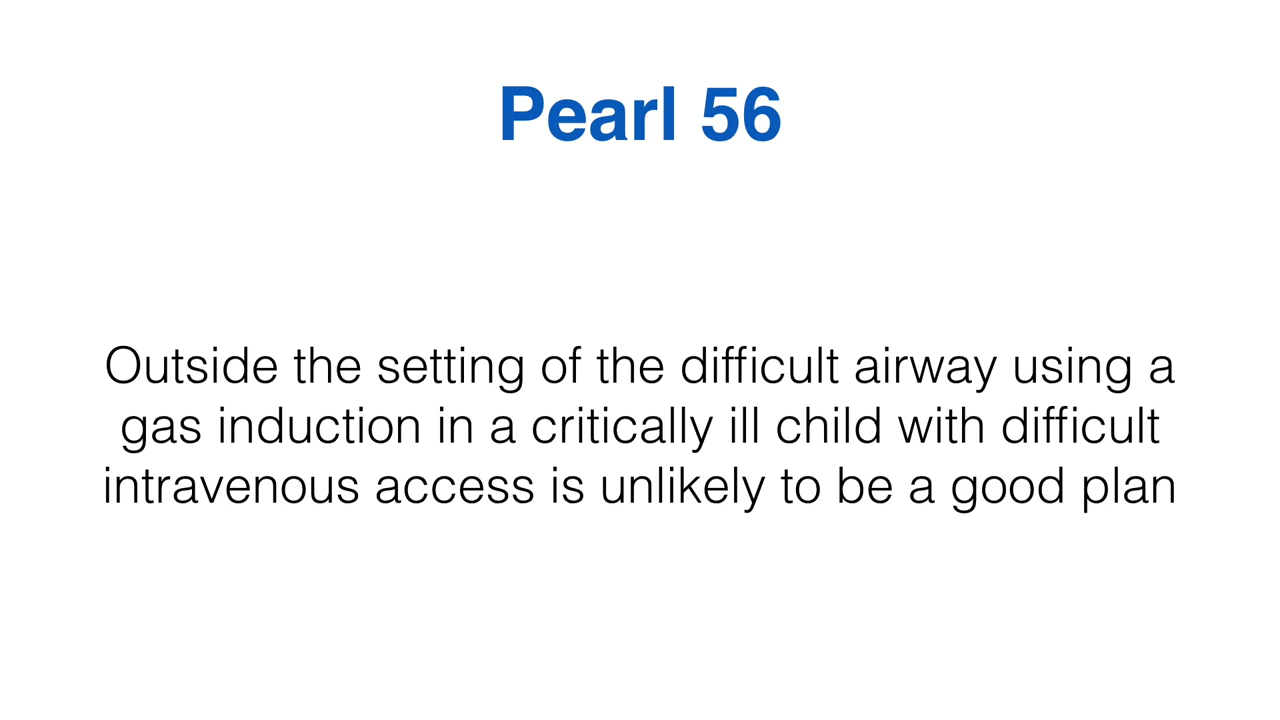 Pearl 56
Outside the setting of the difficult airway using a
gas induction in a critically ill child with difficult
intravenous access is unlikely to be a good plan